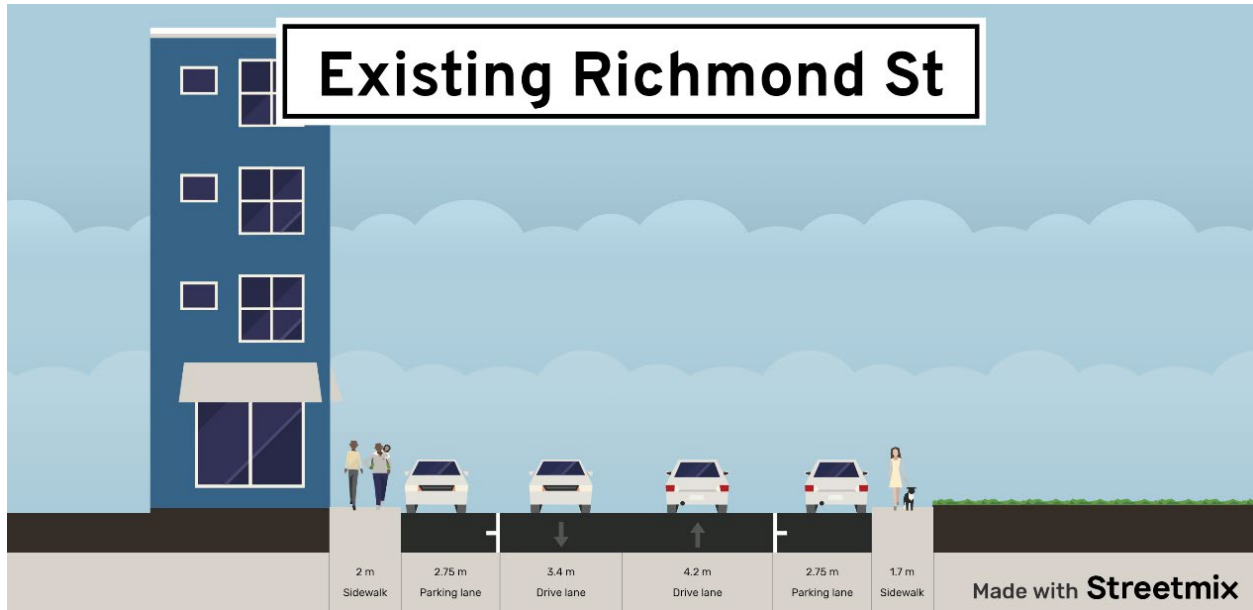 Existing Richmond St
2 m
Sidewalk
2.75 m
Parking lane
3.4 m
Drive lane
4.2 m
Drive lane
2.75 m
Parking lane
1.7 m
Sidewalk
Made with Streetmix